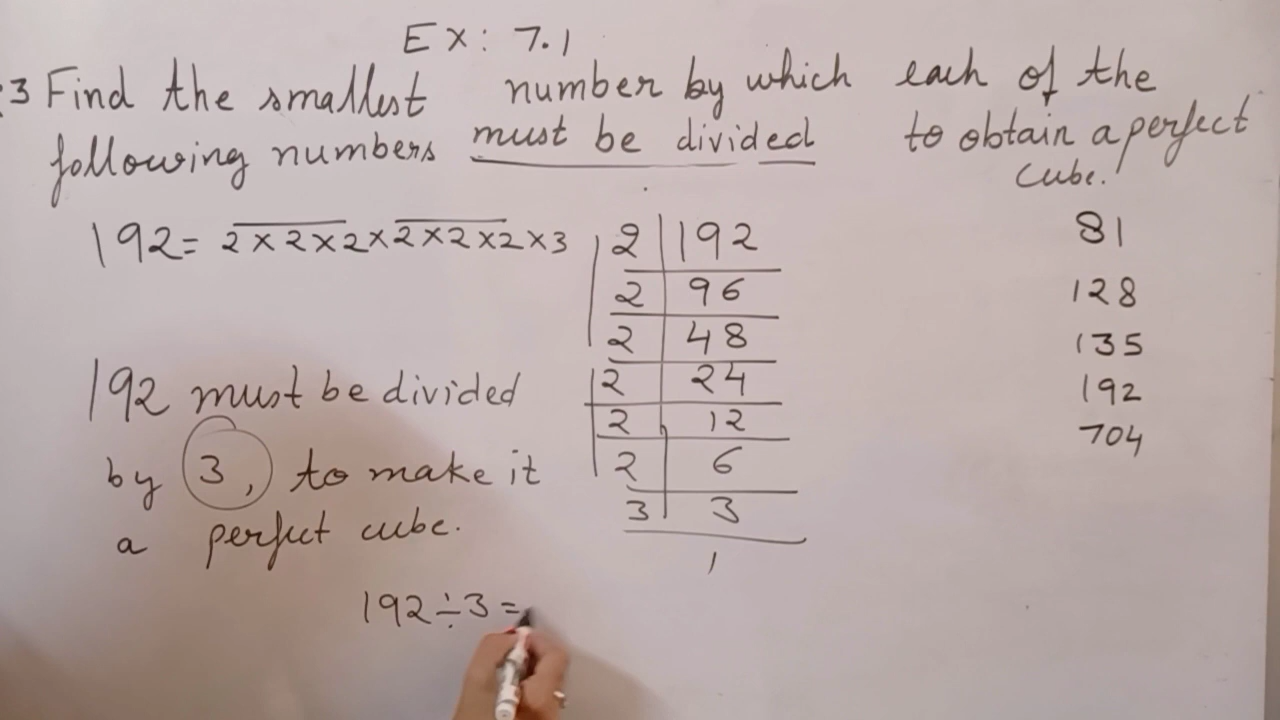 Ex: 7.1
:3 Find the smallest number by which each of the
following numbers must be divided to obtain a perfect
cube.
192 = 2 × 2 × 2 × 2 × 2 × 2 × 3
192 must be divided
by 3, to make it
a perfect cube.
192 ÷ 3 =
2 | 192
2 | 96
2 | 48
2 | 24
2 | 12
2 | 6
3 | 3
1
81
128
135
192
704